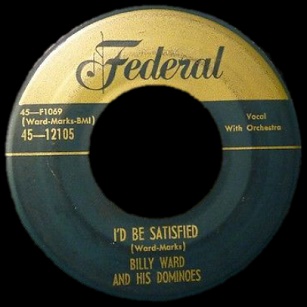 Federal
45—F1069
(Ward-Marks-BMI)
45—12105
Vocal
With Orchestra
I'D BE SATISFIED
(Ward-Marks)
BILLY WARD
AND HIS DOMINOES